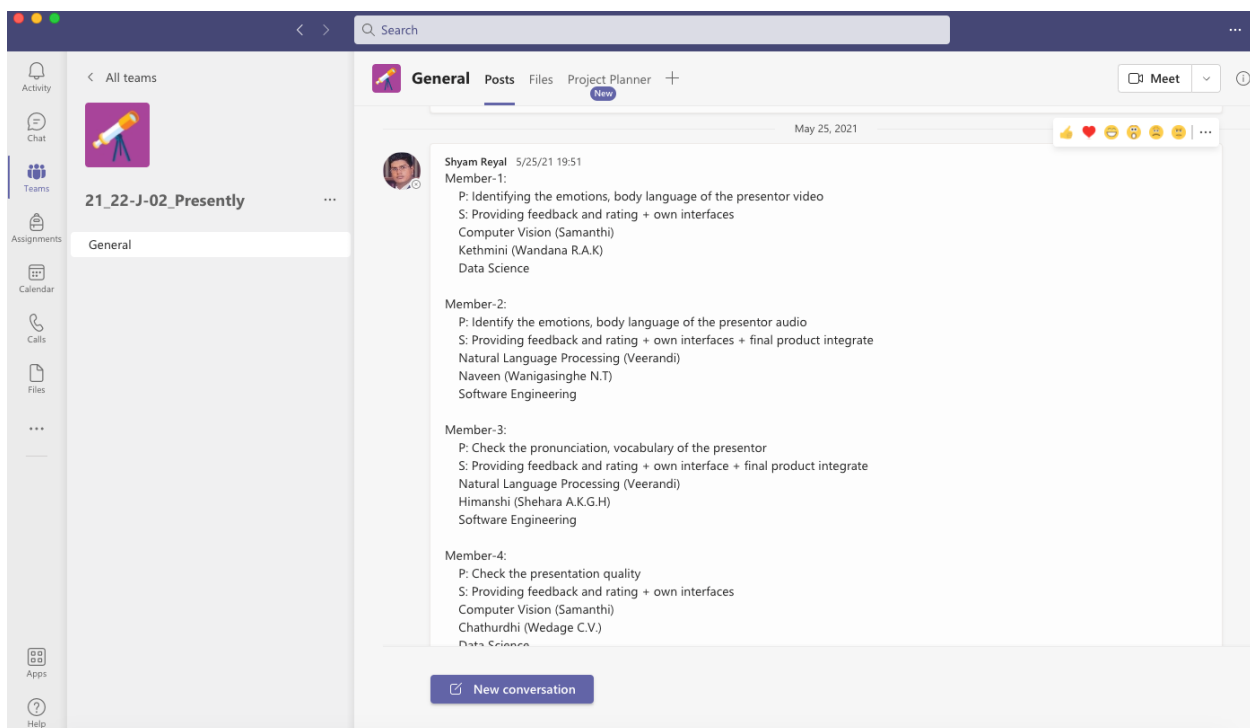 Search
Activity
Chat
Teams
Assignments
Calendar
Calls
Files
Apps
Help
All teams
21_22-J-02_Presently
General
General Posts Files Project Planner
New
Meet
May 25, 2021
Shyam Reyal 5/25/21 19:51
Member-1:
P: Identifying the emotions, body language of the presentor video
S: Providing feedback and rating + own interfaces
Computer Vision (Samanthi)
Kethmini (Wandana R.A.K)
Data Science
Member-2:
P: Identify the emotions, body language of the presentor audio
S: Providing feedback and rating + own interfaces + final product integrate
Natural Language Processing (Veerandi)
Naveen (Wanigasinghe N.T)
Software Engineering
Member-3:
P: Check the pronunciation, vocabulary of the presentor
S: Providing feedback and rating + own interface + final product integrate
Natural Language Processing (Veerandi)
Himanshi (Shehara A.K.G.H)
Software Engineering
Member-4:
P: Check the presentation quality
S: Providing feedback and rating + own interfaces
Computer Vision (Samanthi)
Chathurdhi (Wedage C.V.)
Data Science
New conversation